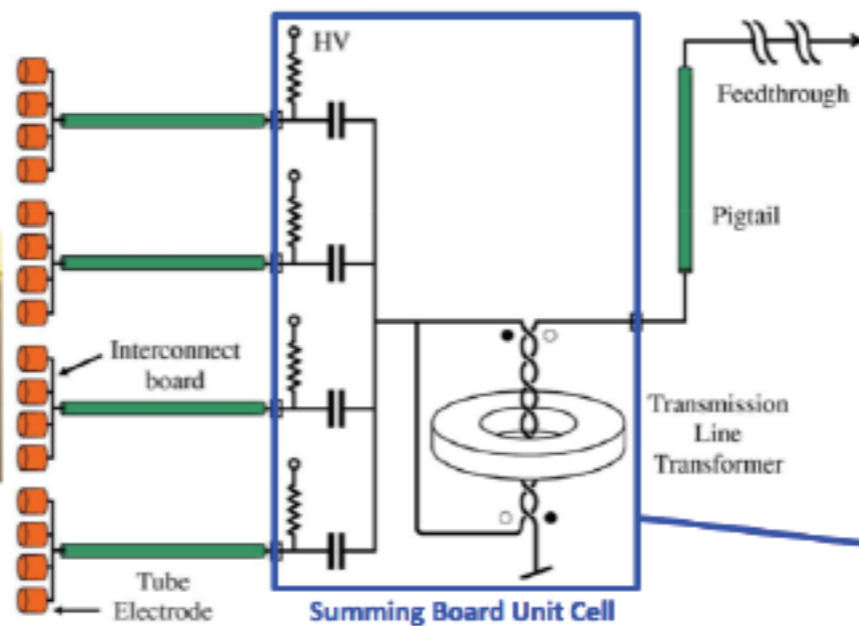 HV
Feedthrough
Pigtail
Interconnect
board
Transmission
Line
Transformer
Tube
Electrode
Summing Board Unit Cell